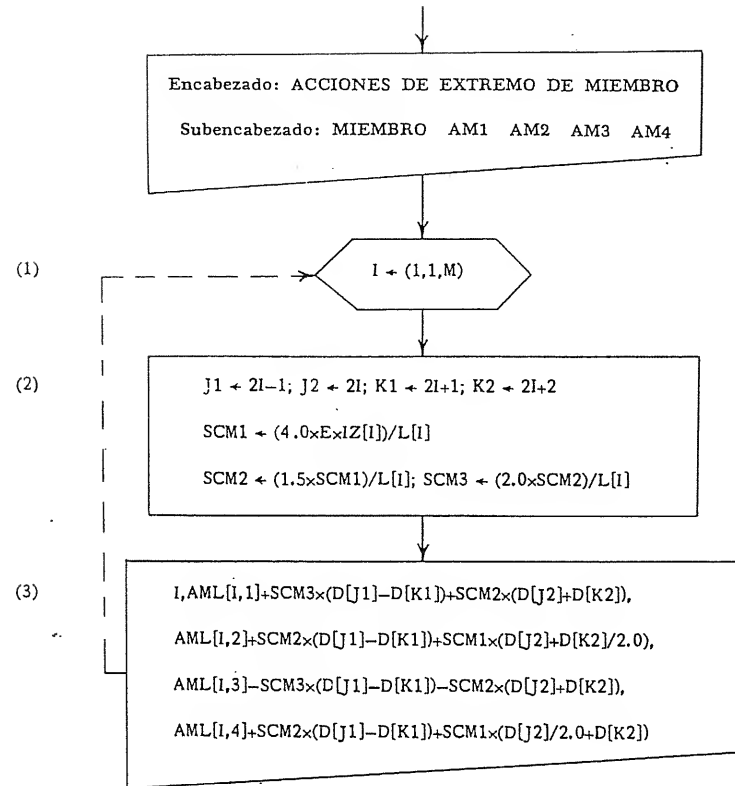 Encabezado: ACCIONES DE EXTREMO DE MIEMBRO
Subencabezado: MIEMBRO AM1 AM2 AM3 AM4
(1)
I ← (1,1,M)
(2)
J1 ← 2I−1; J2 ← 2I; K1 ← 2I+1; K2 ← 2I+2
SCM1 ← (4.0×E×IZ[I])/L[I]
SCM2 ← (1.5×SCM1)/L[I]; SCM3 ← (2.0×SCM2)/L[I]
(3)
I,AML[I,1]+SCM3×(D[J1]−D[K1])+SCM2×(D[J2]+D[K2]),
AML[I,2]+SCM2×(D[J1]−D[K1])+SCM1×(D[J2]+D[K2]/2.0),
AML[I,3]−SCM3×(D[J1]−D[K1])−SCM2×(D[J2]+D[K2]),
AML[I,4]+SCM2×(D[J1]−D[K1])+SCM1×(D[J2]/2.0+D[K2])